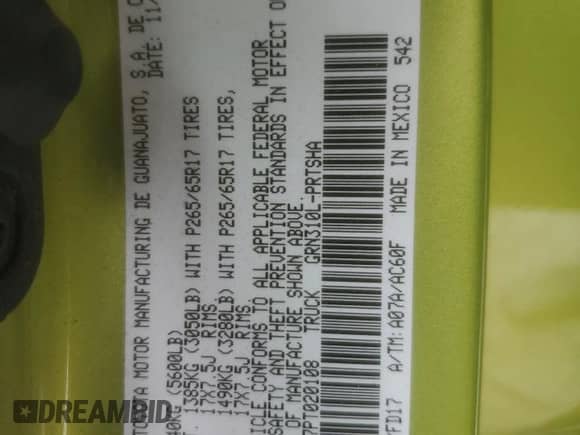 TOYOTA MOTOR MANUFACTURING DE GUANAJUATO, S.A. DE C
DATE: 11/
40KG (5600LB)
1385KG (3050LB) WITH P265/65R17 TIRES
17X7.5J RIMS
1490KG (3280LB) WITH P265/65R17 TIRES,
17X7.5J RIMS
ICLE CONFORMS TO ALL APPLICABLE FEDERAL MOTOR
SAFETY AND THEFT PREVENTION STANDARDS IN EFFECT O
OF MANUFACTURE SHOWN ABOVE.
7PT020108 TRUCK GRN310L-PRTSHA
FD17 A/TM: A07A/AC60F MADE IN MEXICO 542
DREAMBID